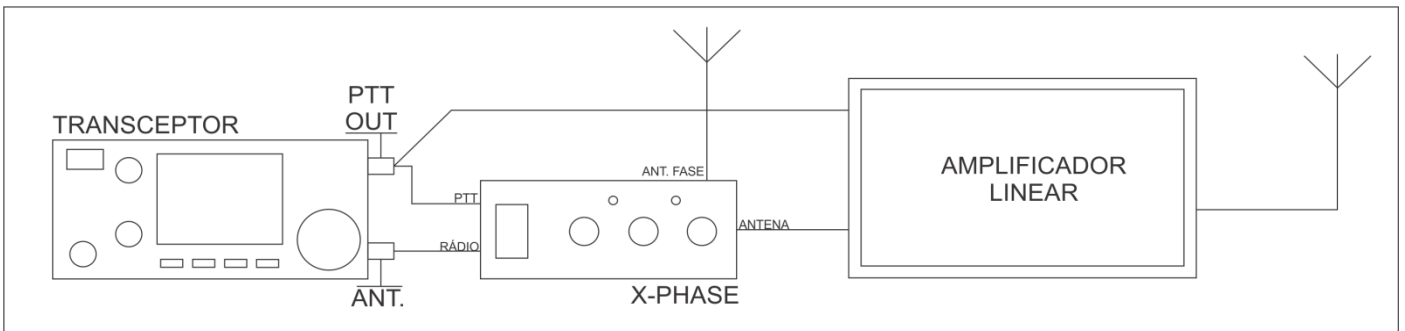 TRANSCEPTOR
PTT
OUT
ANT. FASE
PTT
RÁDIO
ANTENA
ANT.
X-PHASE
AMPLIFICADOR
LINEAR